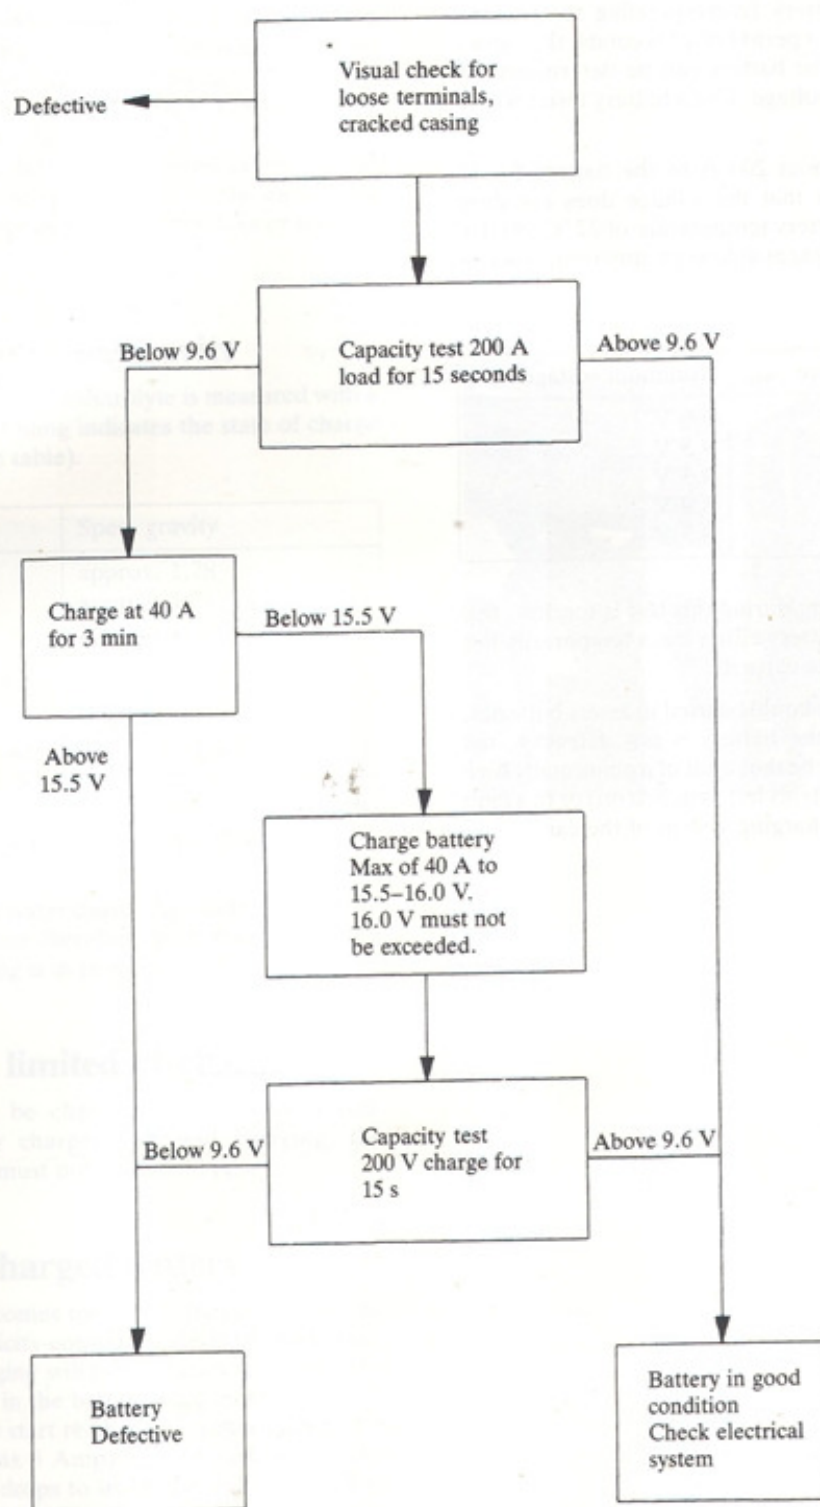 Visual check for
loose terminals,
cracked casing
Defective
Below 9.6 V
Capacity test 200 A
load for 15 seconds
Above 9.6 V
Charge at 40 A
for 3 min
Below 15.5 V
Above
15.5 V
Charge battery
Max of 40 A to
15.5–16.0 V.
16.0 V must not
be exceeded.
Below 9.6 V
Capacity test
200 V charge for
15 s
Above 9.6 V
Battery
Defective
Battery in good
condition
Check electrical
system